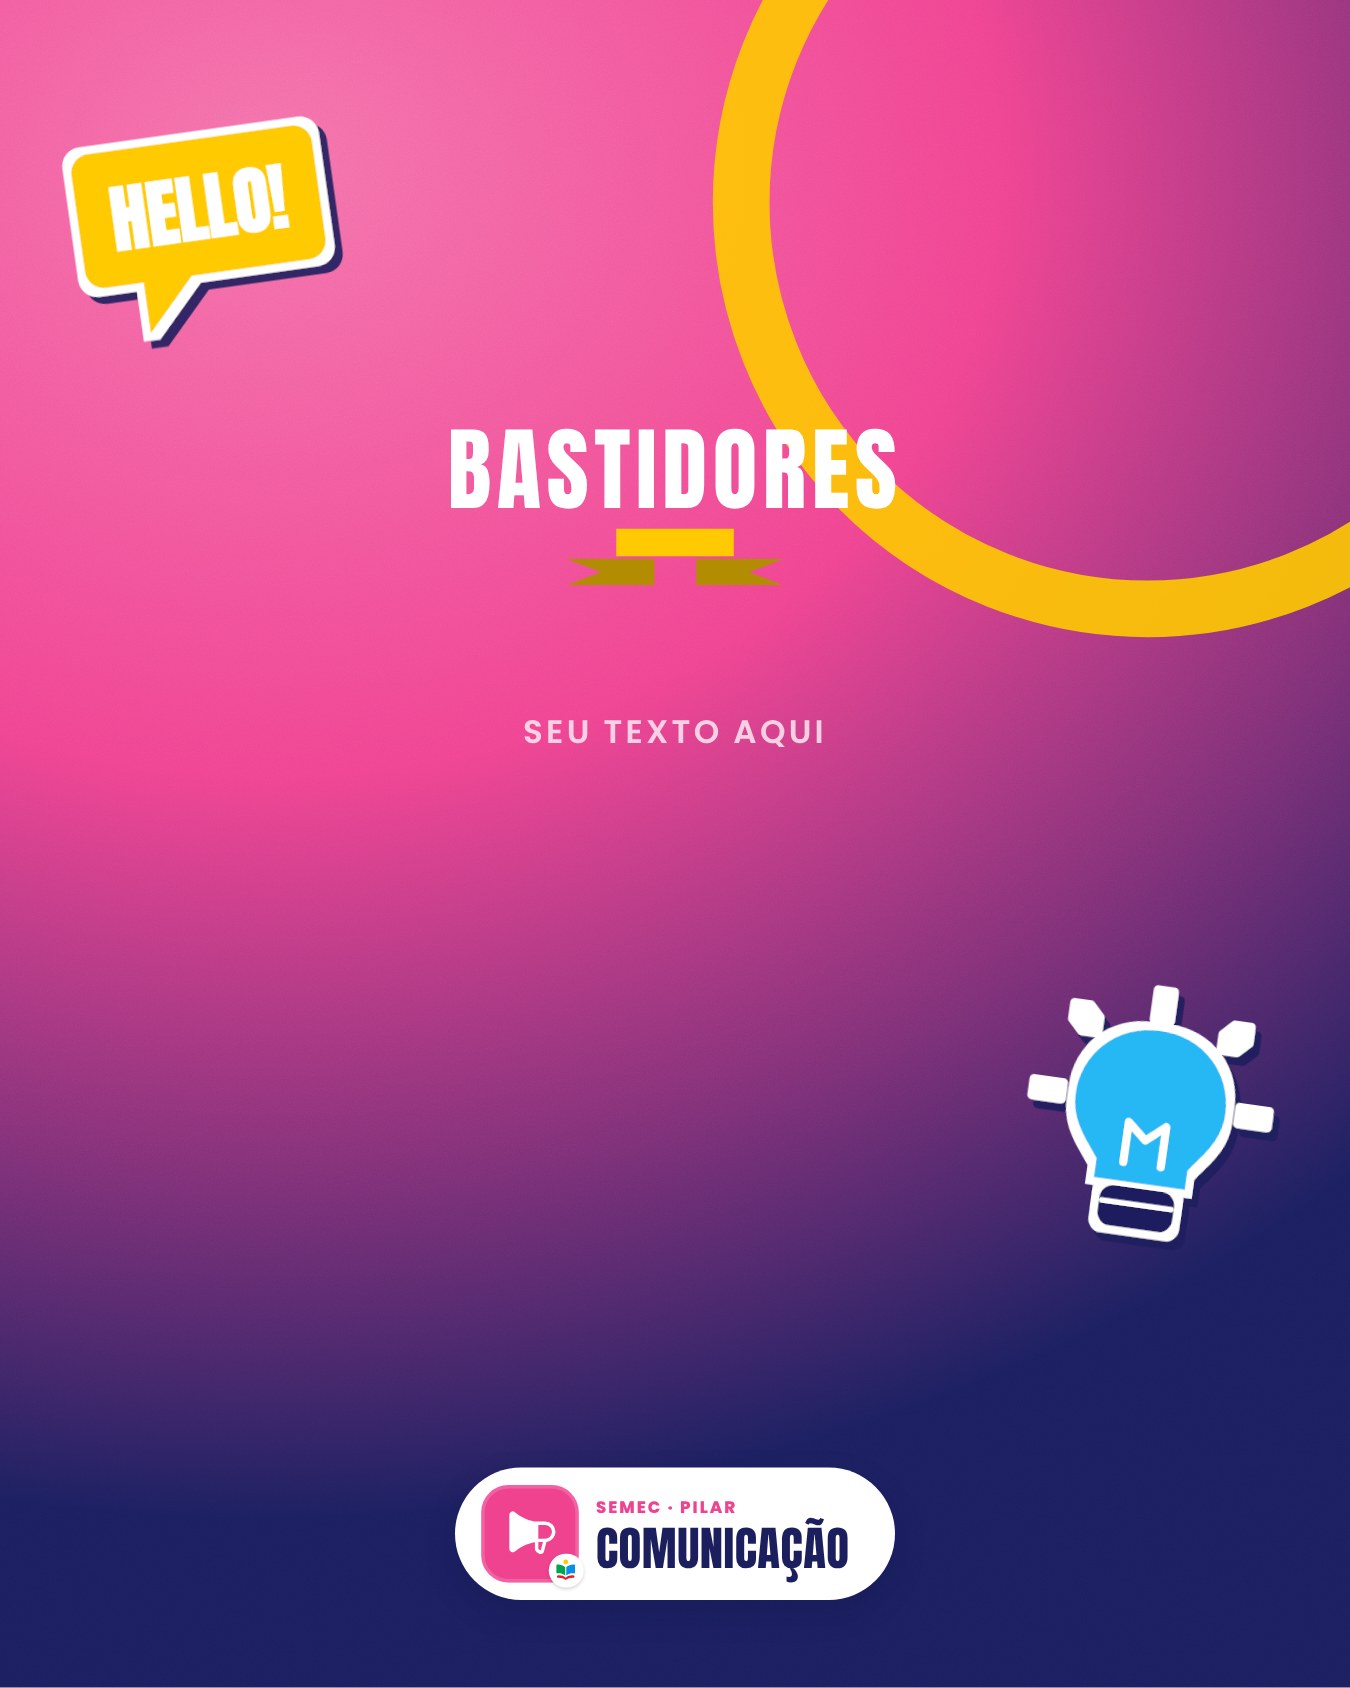 HELLO!
BASTIDORES
SEU TEXTO AQUI
SEMEC · PILAR
COMUNICAÇÃO